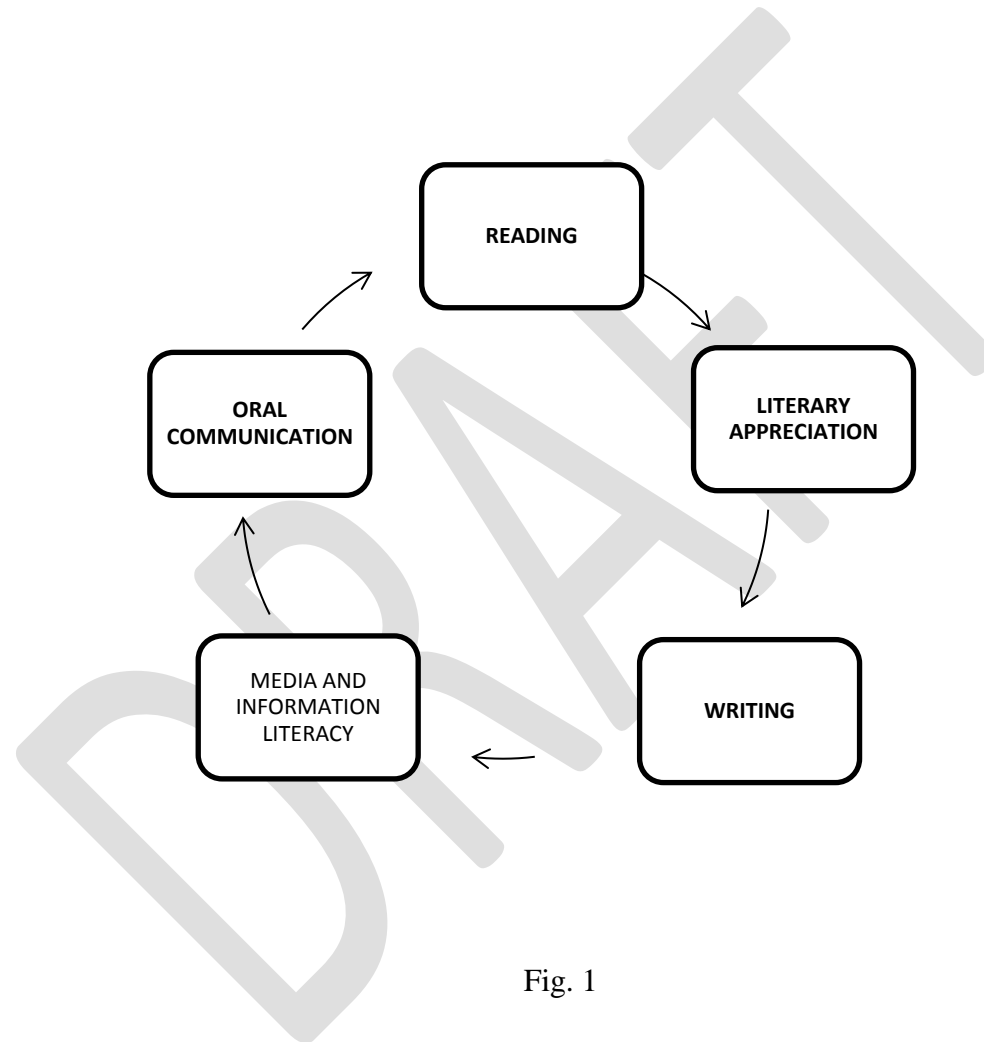 READING
LITERARY
APPRECIATION
WRITING
MEDIA AND
INFORMATION
LITERACY
ORAL
COMMUNICATION
DRAFT
Fig. 1